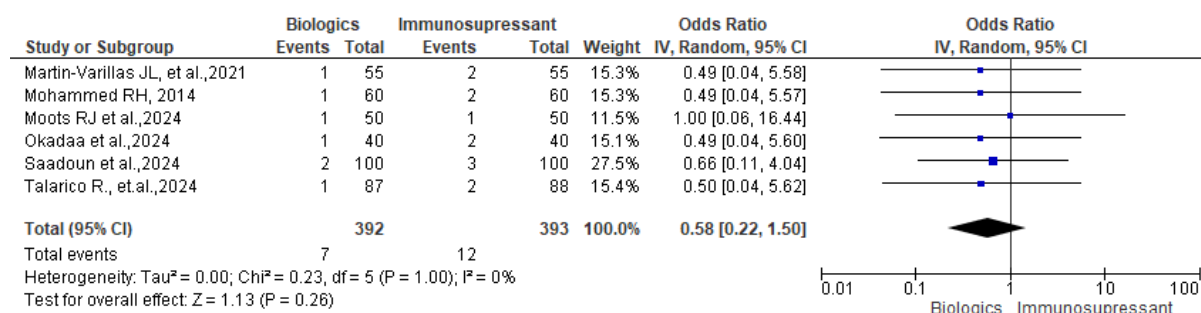 Biologics Immunosupressant Odds Ratio Odds Ratio
Study or Subgroup Events Total Events Total Weight IV, Random, 95% CI IV, Random, 95% CI
Martin-Varillas JL, et al.,2021 1 55 2 55 15.3% 0.49 [0.04, 5.58]
Mohammed RH, 2014 1 60 2 60 15.3% 0.49 [0.04, 5.57]
Moots RJ et al.,2024 1 50 1 50 11.5% 1.00 [0.06, 16.44]
Okadaa et al.,2024 1 40 2 40 15.1% 0.49 [0.04, 5.60]
Saadoun et al.,2024 2 100 3 100 27.5% 0.66 [0.11, 4.04]
Talarico R., et.al.,2024 1 87 2 88 15.4% 0.50 [0.04, 5.62]
Total (95% CI) 392 393 100.0% 0.58 [0.22, 1.50]
Total events 7 12
Heterogeneity: Tau² = 0.00; Chi² = 0.23, df = 5 (P = 1.00); I² = 0%
Test for overall effect: Z = 1.13 (P = 0.26)
0.01 0.1 1 10 100
Biologics Immunosupressant